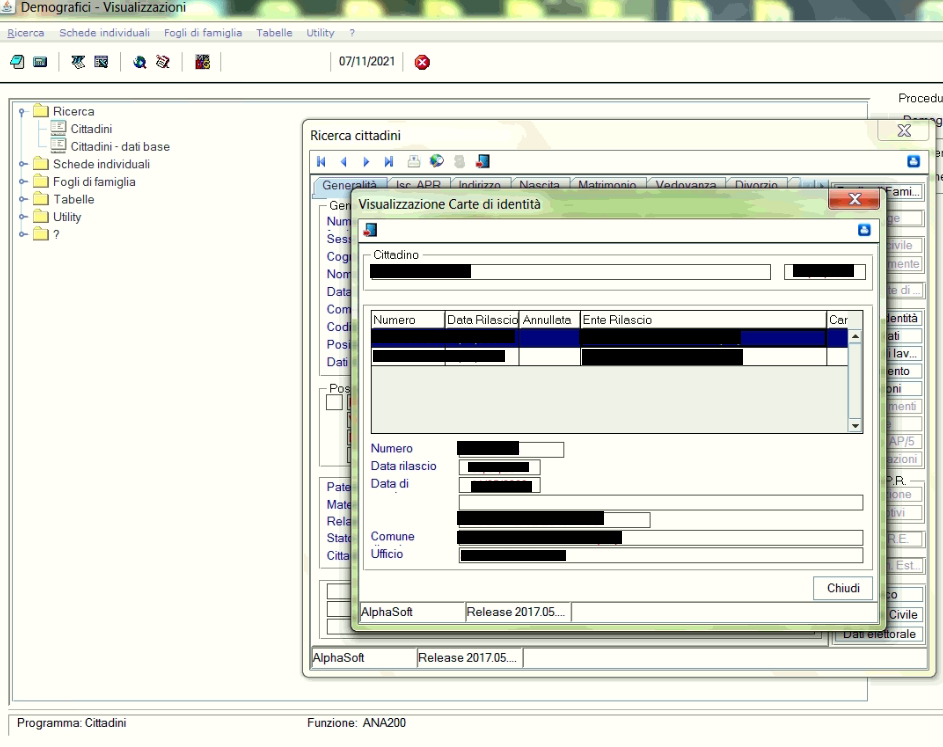 Demografici - Visualizzazioni
Ricerca Schede individuali Fogli di famiglia Tabelle Utility ?
07/11/2021
Ricerca
Cittadini
Cittadini - dati base
Schede individuali
Fogli di famiglia
Tabelle
Utility
?
Procedu
Ricerca cittadini
Generalità Isc. APR Indirizzo Nascita Matrimonio Vedovanza Divorzio
Visualizzazione Carte di identità
Cittadino
Numero Data Rilascio Annullata Ente Rilascio Car
Numero
Data rilascio
Data di
Comune
Ufficio
Chiudi
AlphaSoft Release 2017.05....
Gen
Num
Sess
Cogn
Nom
Data
Com
Codi
Posi
Dati
Pos
Pate
Mate
Rela
Stato
Citta
Fami...
ge
ivile
mente
te di ...
entità
ati
i lav...
ento
oni
menti
e
AP/5
azioni
P.R.
ione
tivi
R.E.
. Est...
co
Civile
Dati elettorale
AlphaSoft Release 2017.05....
Programma: Cittadini Funzione: ANA200